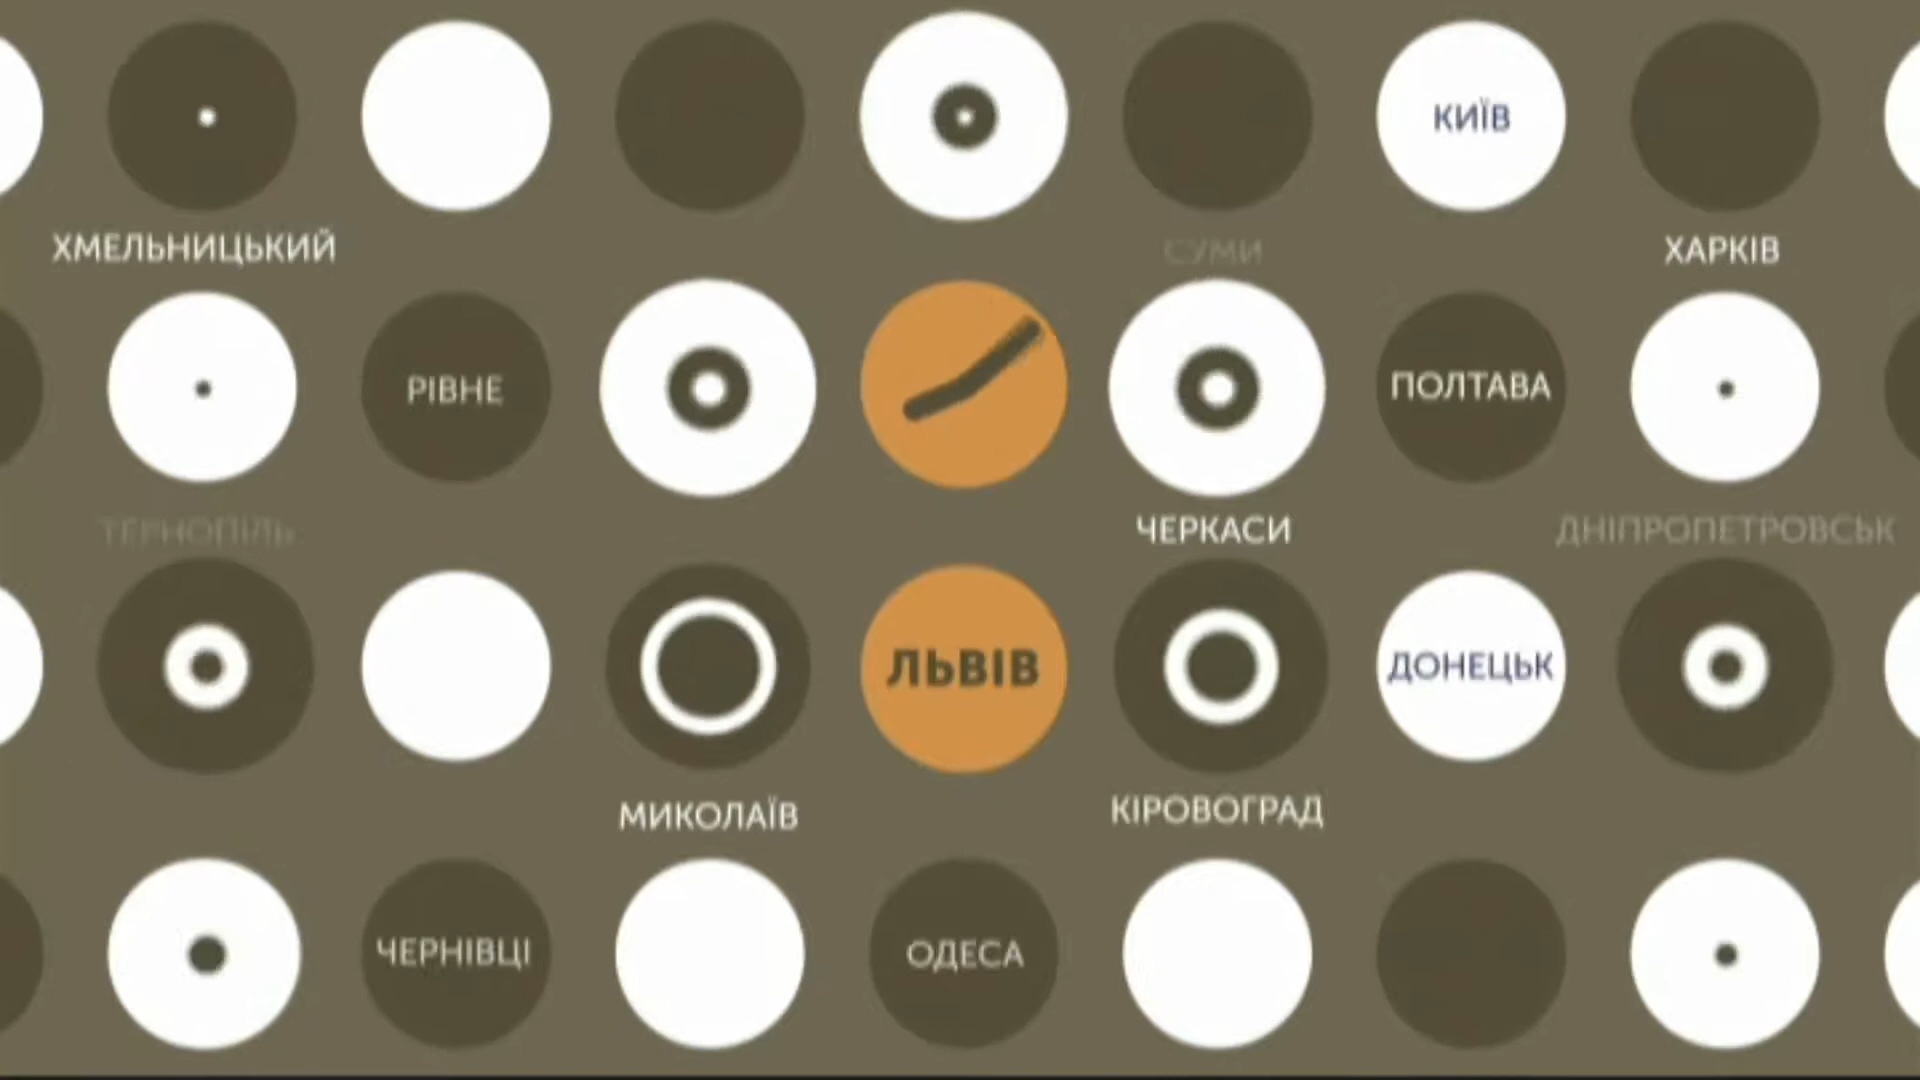 КИЇВ
ХМЕЛЬНИЦЬКИЙ
СУМИ
ХАРКІВ
РІВНЕ
ПОЛТАВА
ТЕРНОПІЛЬ
ЧЕРКАСИ
ДНІПРОПЕТРОВСЬК
ЛЬВІВ
ДОНЕЦЬК
МИКОЛАЇВ
КІРОВОГРАД
ЧЕРНІВЦІ
ОДЕСА